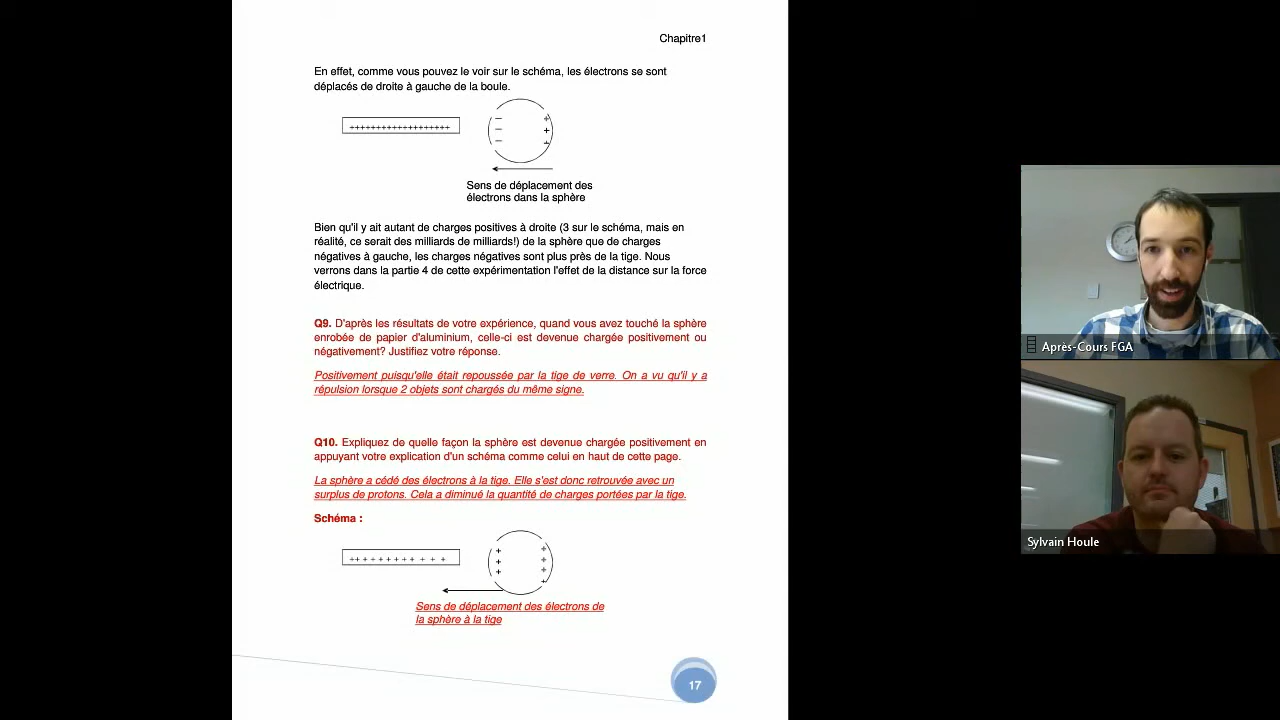 Chapitre1
En effet, comme vous pouvez le voir sur le schéma, les électrons se sont
déplacés de droite à gauche de la boule.
+++++++++++++++++++
— +
— +
— +
Sens de déplacement des
électrons dans la sphère
Bien qu'il y ait autant de charges positives à droite (3 sur le schéma, mais en
réalité, ce serait des milliards de milliards!) de la sphère que de charges
négatives à gauche, les charges négatives sont plus près de la tige. Nous
verrons dans la partie 4 de cette expérimentation l'effet de la distance sur la force
électrique.
Q9. D'après les résultats de votre expérience, quand vous avez touché la sphère
enrobée de papier d'aluminium, celle-ci est devenue chargée positivement ou
négativement? Justifiez votre réponse.
Positivement puisqu'elle était repoussée par la tige de verre. On a vu qu'il y a
répulsion lorsque 2 objets sont chargés du même signe.
Q10. Expliquez de quelle façon la sphère est devenue chargée positivement en
appuyant votre explication d'un schéma comme celui en haut de cette page.
La sphère a cédé des électrons à la tige. Elle s'est donc retrouvée avec un
surplus de protons. Cela a diminué la quantité de charges portées par la tige.
Schéma :
++ + + + + + + + + +
+ +
+ +
+ +
+
Sens de déplacement des électrons de
la sphère à la tige
17
Après-Cours FGA
Sylvain Houle